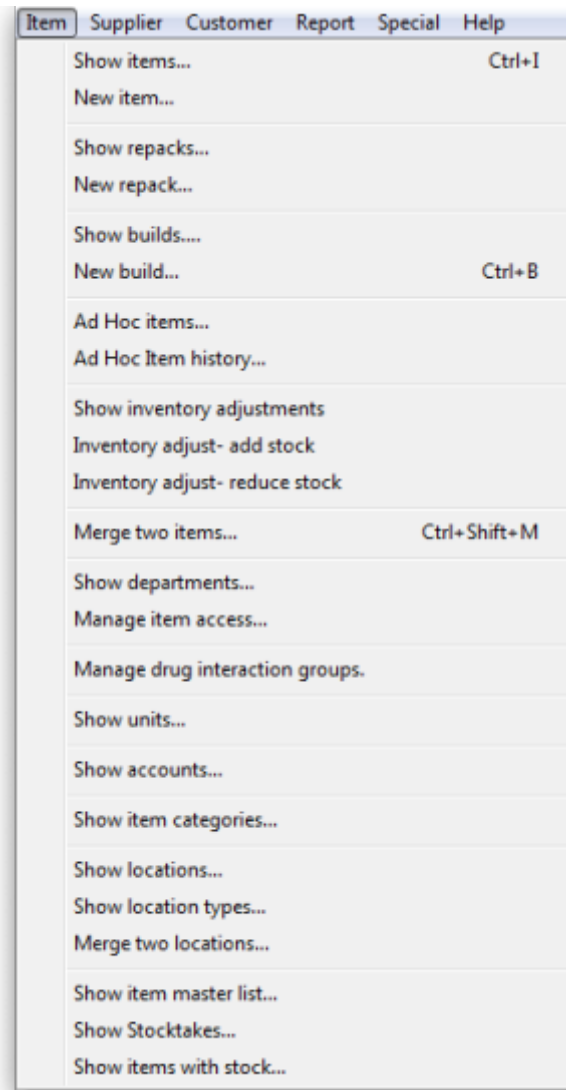 Item Supplier Customer Report Special Help
Show items... Ctrl+I
New item...
Show repacks...
New repack...
Show builds....
New build... Ctrl+B
Ad Hoc items...
Ad Hoc Item history...
Show inventory adjustments
Inventory adjust- add stock
Inventory adjust- reduce stock
Merge two items... Ctrl+Shift+M
Show departments...
Manage item access...
Manage drug interaction groups.
Show units...
Show accounts...
Show item categories...
Show locations...
Show location types...
Merge two locations...
Show item master list...
Show Stocktakes...
Show items with stock...